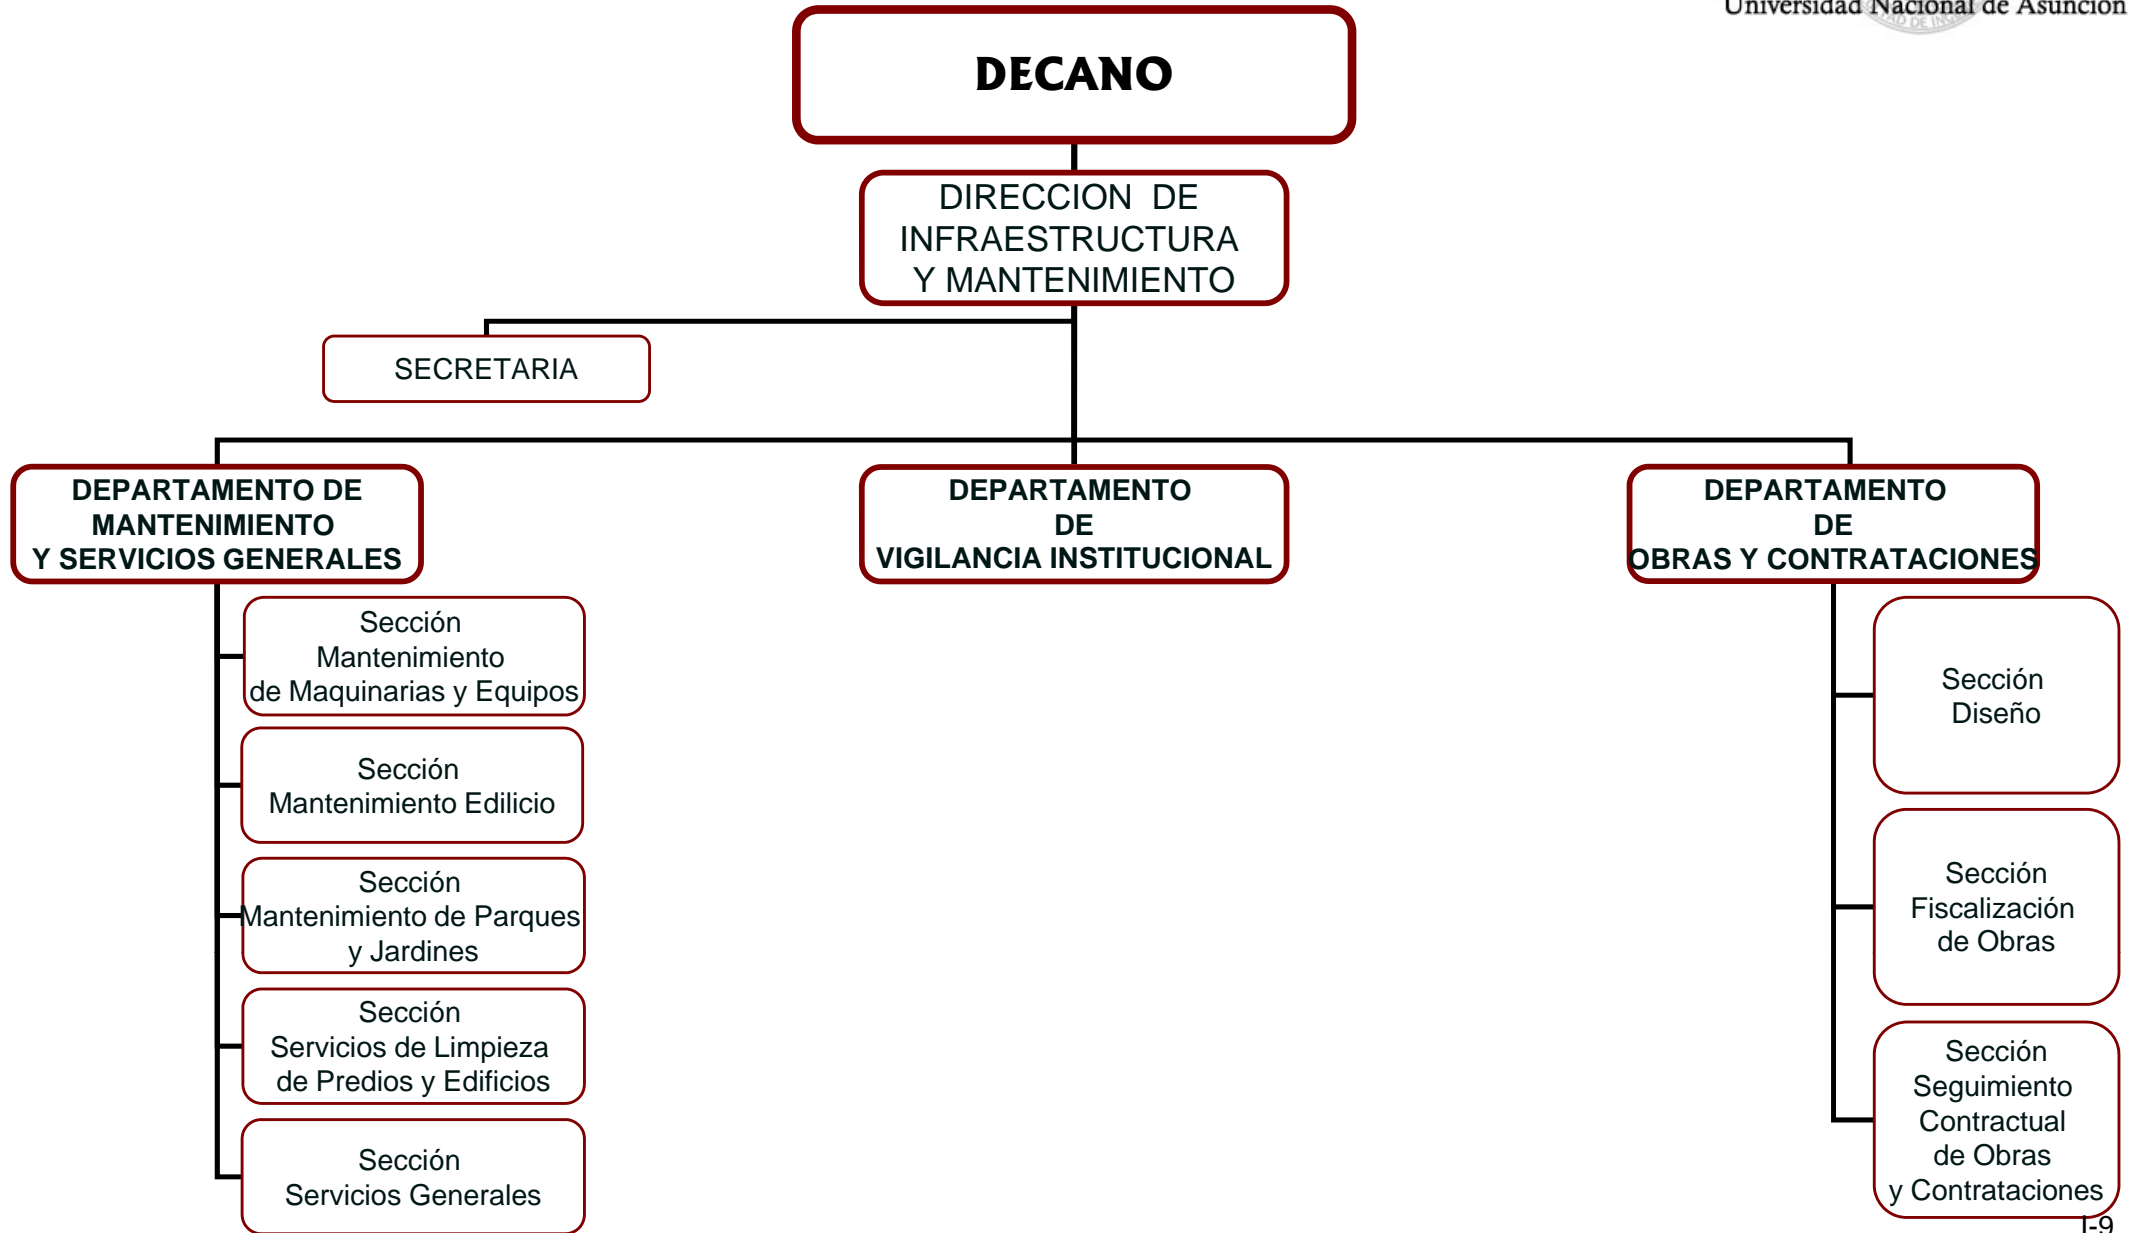 Universidad Nacional de Asunción
DECANO
DIRECCION DE
INFRAESTRUCTURA
Y MANTENIMIENTO
SECRETARIA
DEPARTAMENTO DE
MANTENIMIENTO
Y SERVICIOS GENERALES
DEPARTAMENTO
DE
VIGILANCIA INSTITUCIONAL
DEPARTAMENTO
DE
OBRAS Y CONTRATACIONES
Sección
Mantenimiento
de Maquinarias y Equipos
Sección
Mantenimiento Edilicio
Sección
Mantenimiento de Parques
y Jardines
Sección
Servicios de Limpieza
de Predios y Edificios
Sección
Servicios Generales
Sección
Diseño
Sección
Fiscalización
de Obras
Sección
Seguimiento
Contractual
de Obras
y Contrataciones
I-9